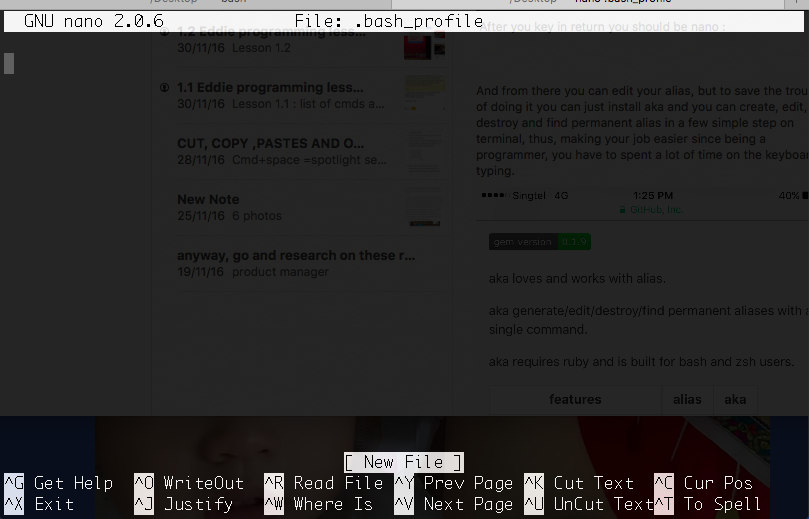 /Desktop bash /Desktop nano .bash_profile
GNU nano 2.0.6 File: .bash_profile
After you key in return you should be nano :
1.2 Eddie programming less...
30/11/16 Lesson 1.2
1.1 Eddie programming less...
30/11/16 Lesson 1.1 : list of cmds a...
CUT, COPY ,PASTES AND O...
28/11/16 Cmd+space =spotlight se...
New Note
25/11/16 6 photos
anyway, go and research on these r...
19/11/16 product manager
And from there you can edit your alias, but to save the trou
of doing it you can just install aka and you can create, edit,
destroy and find permanent alias in a few simple step on
terminal, thus, making your job easier since being a
programmer, you have to spent a lot of time on the keyboa
typing.
Singtel 4G 1:25 PM 40%
GitHub, Inc.
gem version 0.1.9
aka loves and works with alias.
aka generate/edit/destroy/find permanent aliases with a
single command.
aka requires ruby and is built for bash and zsh users.
features alias aka
[ New File ]
^G Get Help ^O WriteOut ^R Read File ^Y Prev Page ^K Cut Text ^C Cur Pos
^X Exit ^J Justify ^W Where Is ^V Next Page ^U UnCut Text ^T To Spell